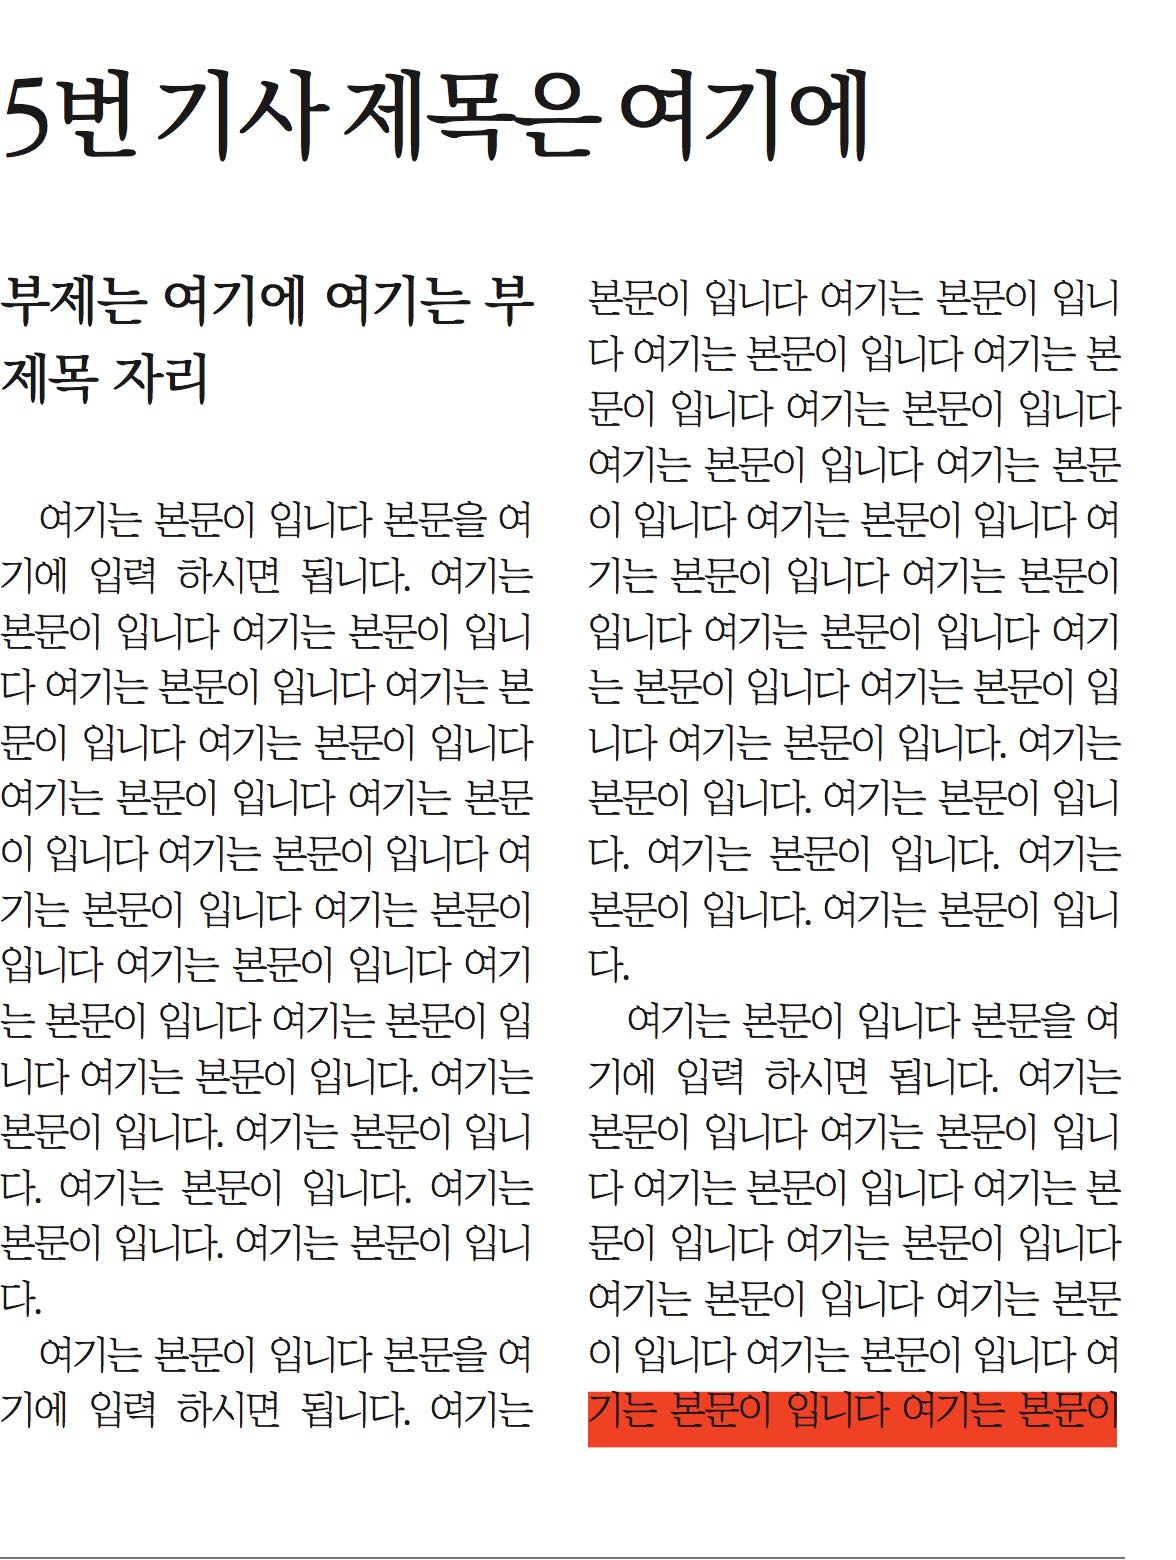 5번 기사 제목은 여기에
부제는 여기에 여기는 부
제목 자리
여기는 본문이 입니다 본문을 여
기에 입력 하시면 됩니다. 여기는
본문이 입니다 여기는 본문이 입니
다 여기는 본문이 입니다 여기는 본
문이 입니다 여기는 본문이 입니다
여기는 본문이 입니다 여기는 본문
이 입니다 여기는 본문이 입니다 여
기는 본문이 입니다 여기는 본문이
입니다 여기는 본문이 입니다 여기
는 본문이 입니다 여기는 본문이 입
니다 여기는 본문이 입니다. 여기는
본문이 입니다. 여기는 본문이 입니
다. 여기는 본문이 입니다. 여기는
본문이 입니다. 여기는 본문이 입니
다.
여기는 본문이 입니다 본문을 여
기에 입력 하시면 됩니다. 여기는
본문이 입니다 여기는 본문이 입니
다 여기는 본문이 입니다 여기는 본
문이 입니다 여기는 본문이 입니다
여기는 본문이 입니다 여기는 본문
이 입니다 여기는 본문이 입니다 여
기는 본문이 입니다 여기는 본문이
입니다 여기는 본문이 입니다 여기
는 본문이 입니다 여기는 본문이 입
니다 여기는 본문이 입니다. 여기는
본문이 입니다. 여기는 본문이 입니
다. 여기는 본문이 입니다. 여기는
본문이 입니다. 여기는 본문이 입니
다.
여기는 본문이 입니다 본문을 여
기에 입력 하시면 됩니다. 여기는
본문이 입니다 여기는 본문이 입니
다 여기는 본문이 입니다 여기는 본
문이 입니다 여기는 본문이 입니다
여기는 본문이 입니다 여기는 본문
이 입니다 여기는 본문이 입니다 여
기는 본문이 입니다 여기는 본문이